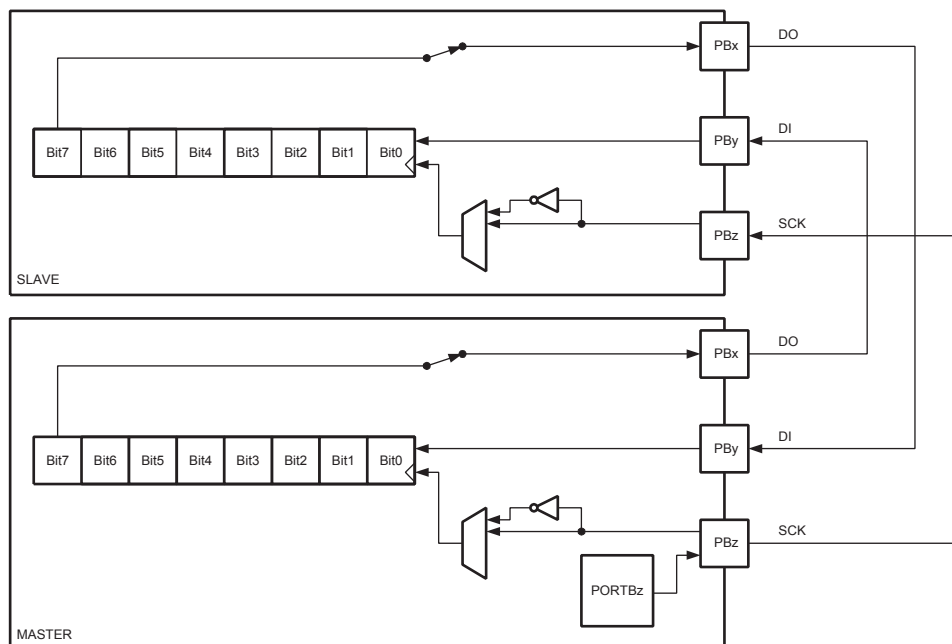 PBx DO
PBy DI
Bit7 Bit6 Bit5 Bit4 Bit3 Bit2 Bit1 Bit0
PBz SCK
SLAVE
PBx DO
PBy DI
Bit7 Bit6 Bit5 Bit4 Bit3 Bit2 Bit1 Bit0
PBz SCK
PORTBz
MASTER